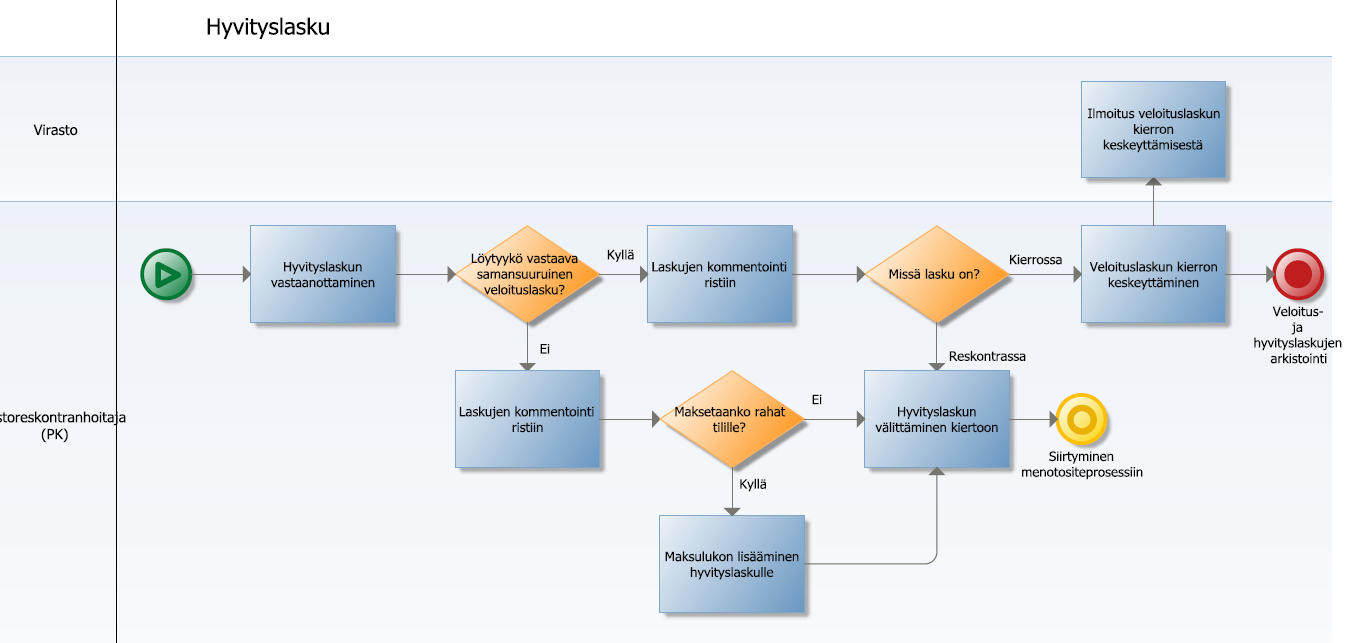 Hyvityslasku
Virasto
Ilmoitus veloituslaskun
kierron
keskeyttämisestä
Hyvityslaskun
vastaanottaminen
Löytyykö vastaava
samansuuruinen
veloituslasku?
Kyllä
Laskujen kommentointi
ristiin
Missä lasku on?
Kierrossa
Veloituslaskun kierron
keskeyttäminen
Veloitus-
ja
hyvityslaskujen
arkistointi
Ei
Reskontrassa
storeskontranhoitaja
(PK)
Laskujen kommentointi
ristiin
Maksetaanko rahat
tilille?
Ei
Hyvityslaskun
välittäminen kiertoon
Siirtyminen
menotositeprosessiin
Kyllä
Maksulukon lisääminen
hyvityslaskulle